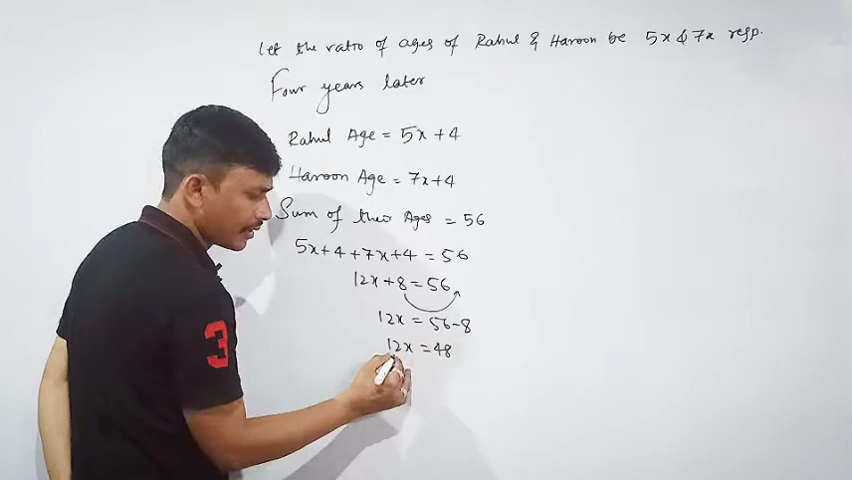 Let the ratio of ages of Rahul & Haroon be 5x & 7x resp.
Four years later
Rahul Age = 5x + 4
Haroon Age = 7x+4
Sum of their Ages = 56
5x+4+7x+4 = 56
12x+8=56
12x = 56-8
12x = 48
3